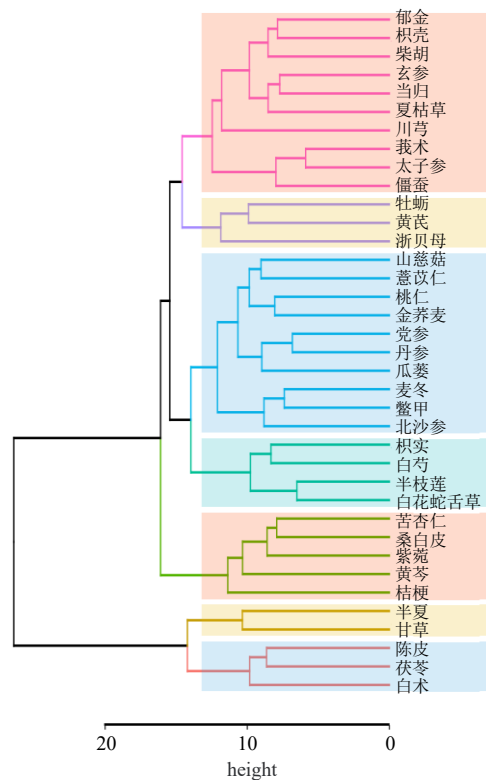 郁金
枳壳
柴胡
玄参
当归
夏枯草
川芎
莪术
太子参
僵蚕
牡蛎
黄芪
浙贝母
山慈菇
薏苡仁
桃仁
金荞麦
党参
丹参
瓜蒌
麦冬
鳖甲
北沙参
枳实
白芍
半枝莲
白花蛇舌草
苦杏仁
桑白皮
紫菀
黄芩
桔梗
半夏
甘草
陈皮
茯苓
白术
20 10 0
height